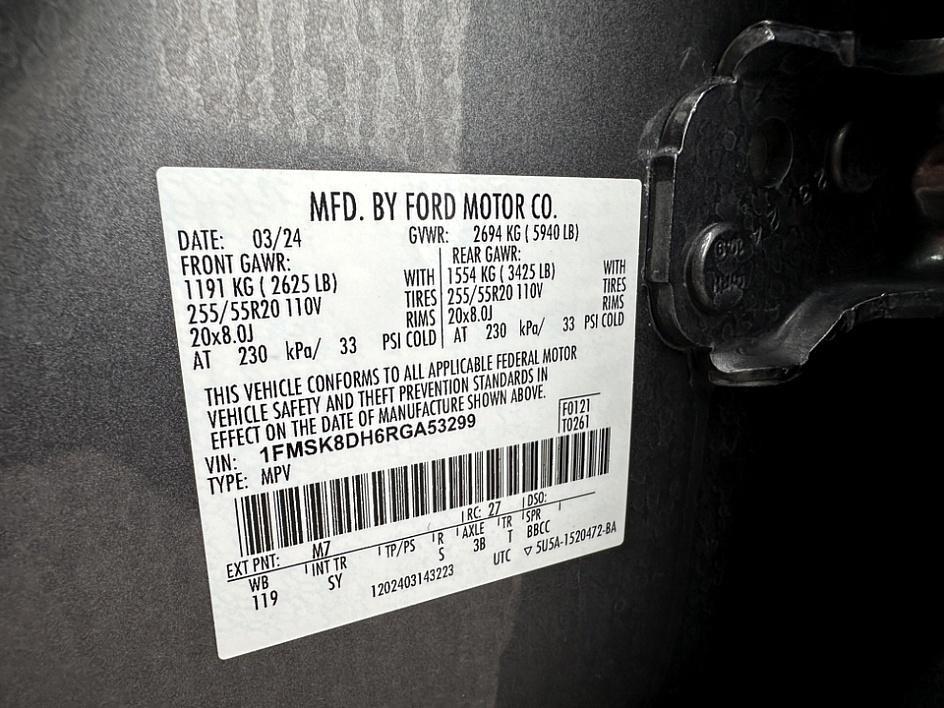 MFD. BY FORD MOTOR CO.
DATE: 03/24 GVWR: 2694 KG ( 5940 LB)
FRONT GAWR: REAR GAWR:
1191 KG ( 2625 LB) WITH 1554 KG ( 3425 LB) WITH
255/55R20 110V TIRES 255/55R20 110V TIRES
20x8.0J RIMS 20x8.0J RIMS
AT 230 kPa/ 33 PSI COLD AT 230 kPa/ 33 PSI COLD
THIS VEHICLE CONFORMS TO ALL APPLICABLE FEDERAL MOTOR
VEHICLE SAFETY AND THEFT PREVENTION STANDARDS IN
EFFECT ON THE DATE OF MANUFACTURE SHOWN ABOVE.
F0121
VIN: 1FMSK8DH6RGA53299 T0261
TYPE: MPV
EXT PNT: M7 RC: 27 DSO:
WB INT TR TP/PS R AXLE TR SPR
119 SY S 3B T BBCC
1202403143223 UTC ▽ 5U5A-1520472-BA